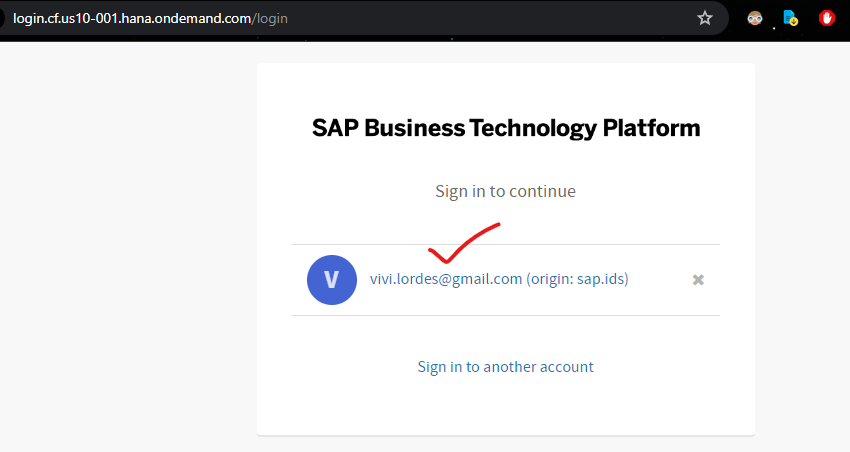 login.cf.us10-001.hana.ondemand.com/login
SAP Business Technology Platform
Sign in to continue
V
vivi.lordes@gmail.com (origin: sap.ids)
Sign in to another account